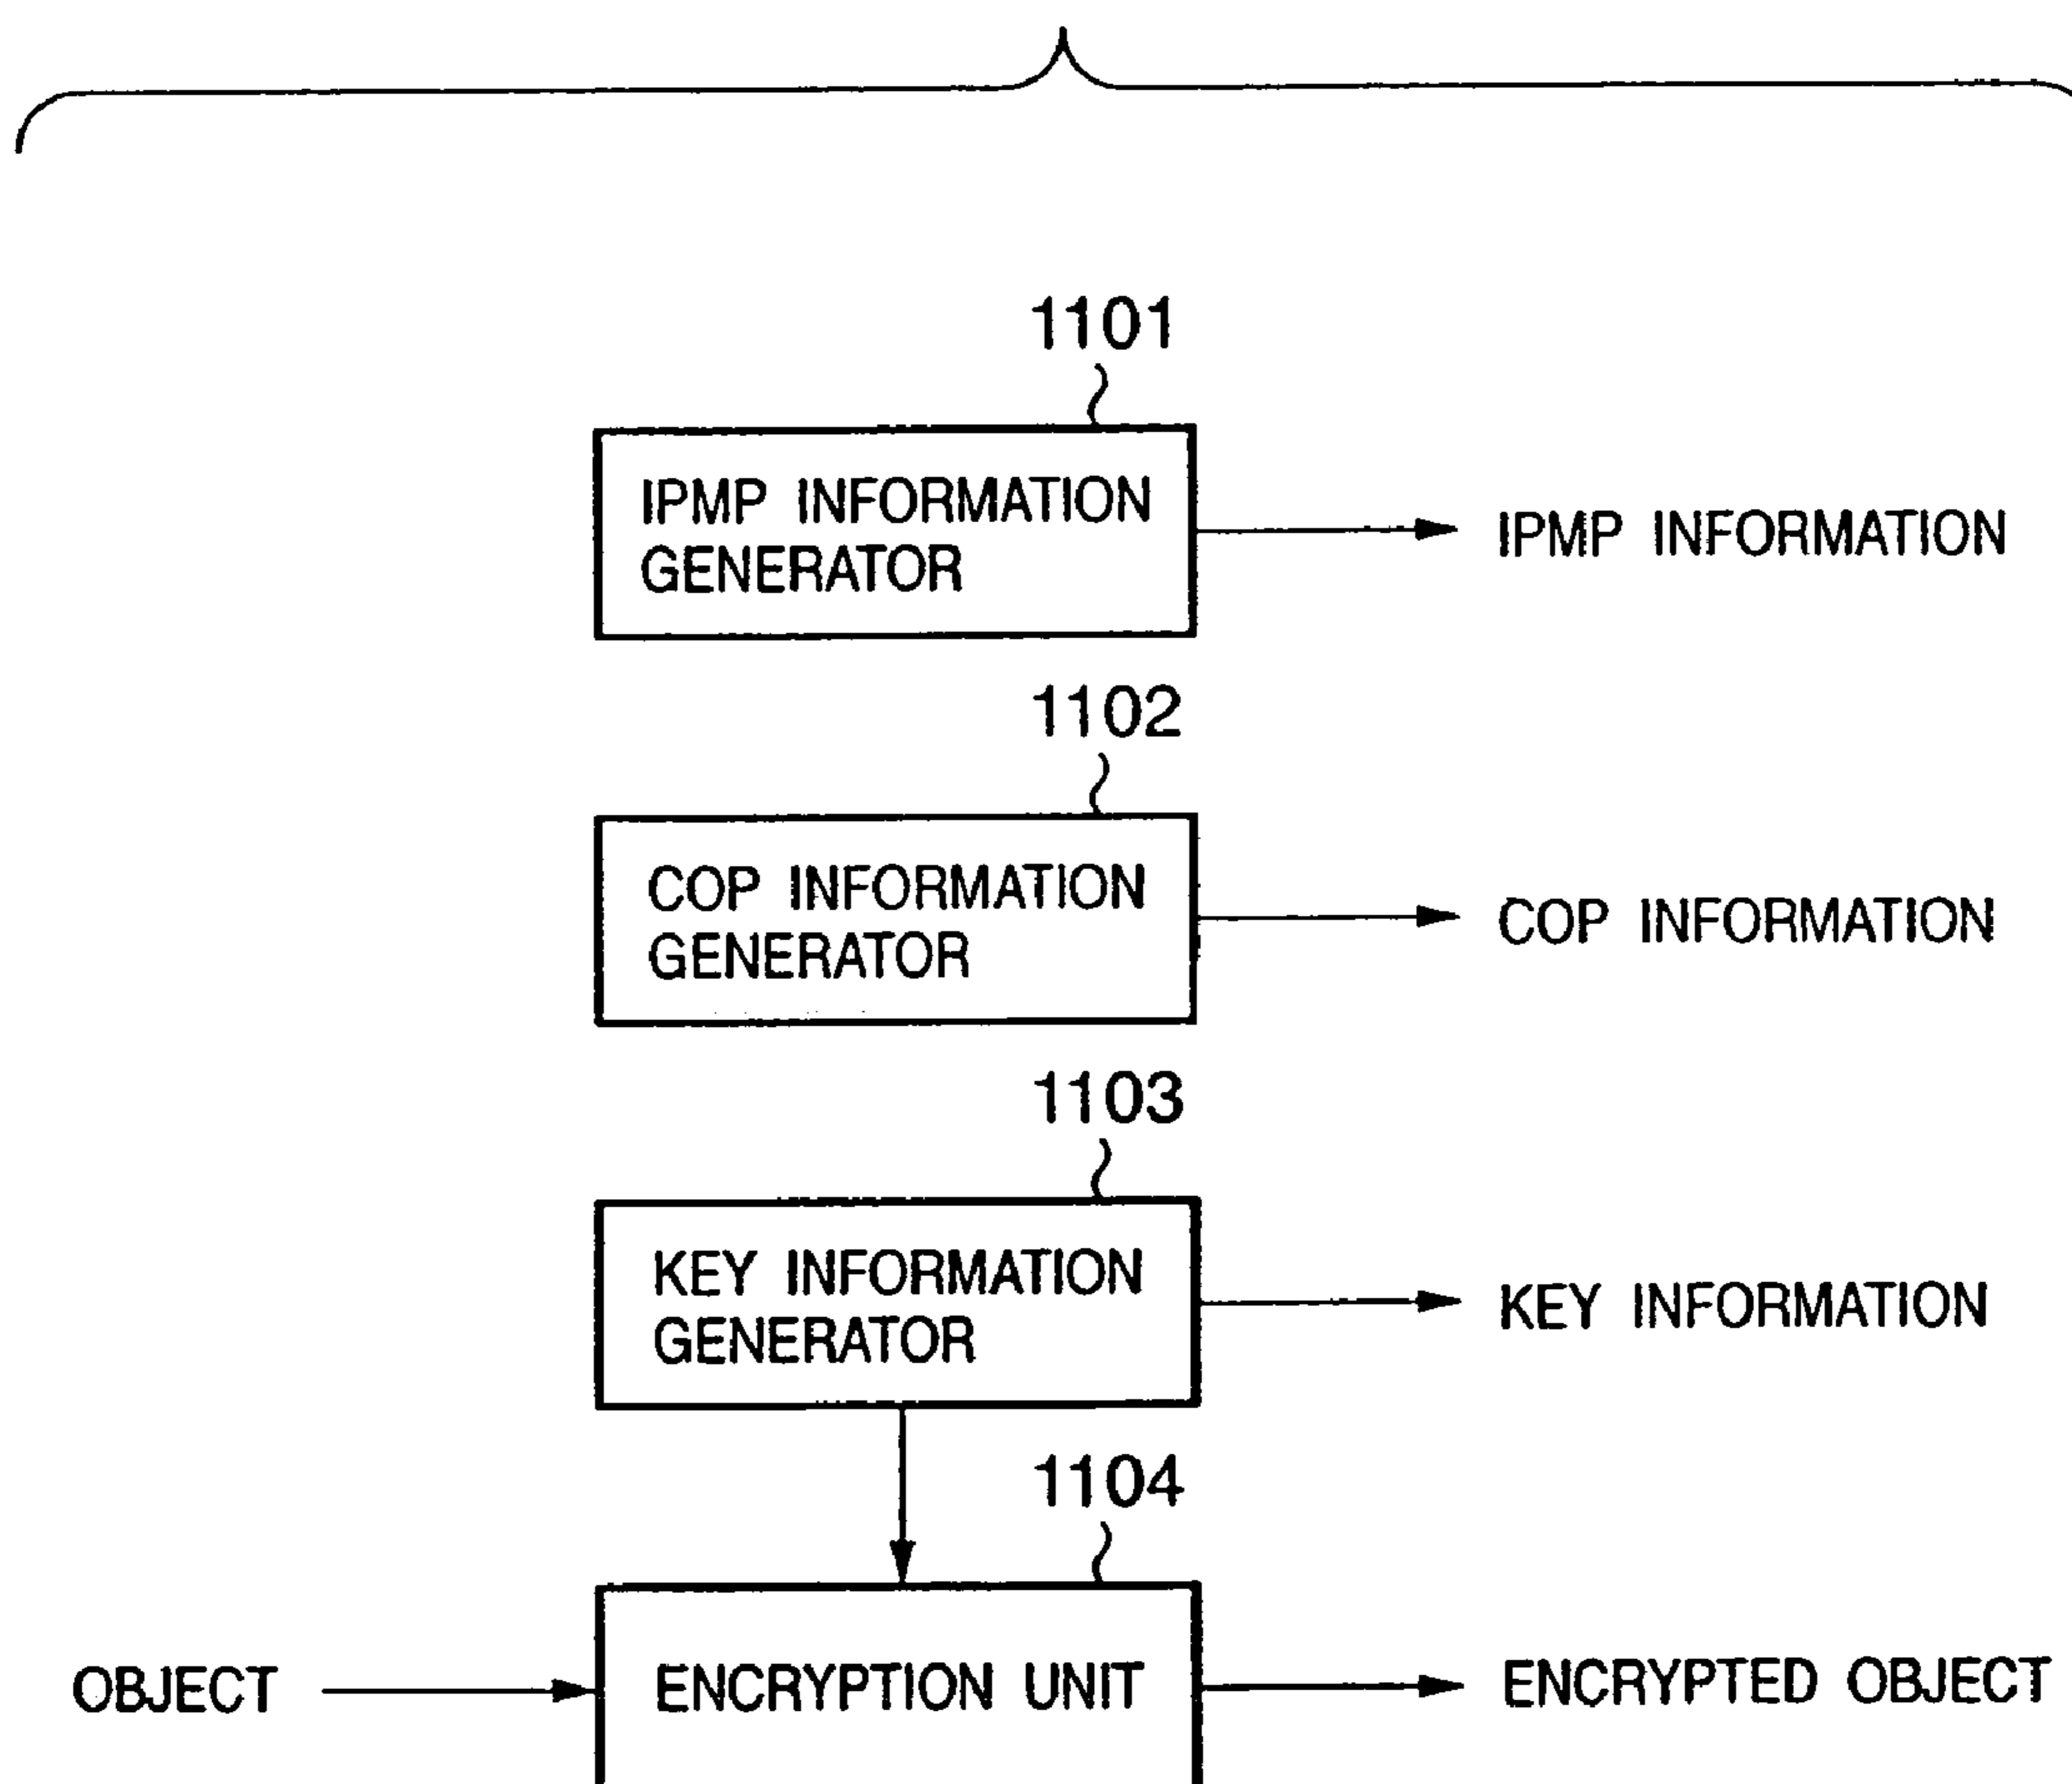 1101
IPMP INFORMATION
GENERATOR
IPMP INFORMATION
1102
COP INFORMATION
GENERATOR
COP INFORMATION
1103
KEY INFORMATION
GENERATOR
KEY INFORMATION
1104
OBJECT
ENCRYPTION UNIT
ENCRYPTED OBJECT